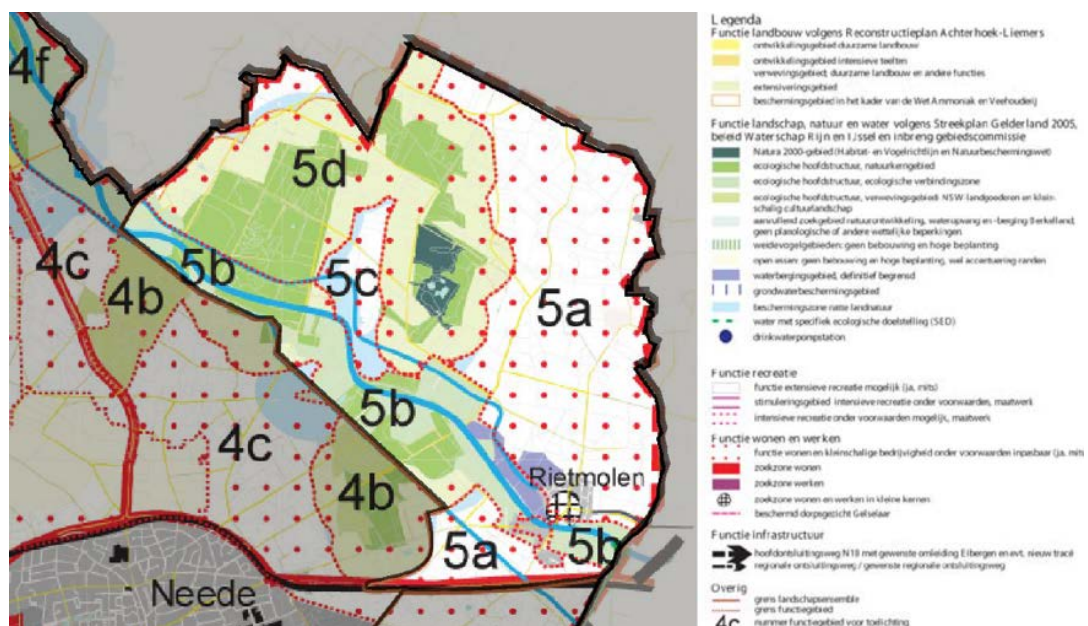 4f
5d
4c
5b
5c
4b
5a
5b
4c
4b
Rietmolen
5a
5b
Neede
Legenda
Functie landbouw volgens Reconstructieplan Achterhoek-Liemers
ontwikkelingsgebied duurzame landbouw
ontwikkelingsgebied intensieve teelten
verwevingsgebied; duurzame landbouw en andere functies
extensiveringsgebied
beschermingsgebied in het kader van de Wet Ammoniak en Veehouderij
Functie landschap, natuur en water volgens Streekplan Gelderland 2005,
beleid Waterschap Rijn en IJssel en inbreng gebiedscommissie
Natura 2000-gebied (Habitat- en Vogelrichtlijn en Natuurbeschermingswet)
ecologische hoofdstructuur, natuurkerngebied
ecologische hoofdstructuur, ecologische verbindingszone
ecologische hoofdstructuur, verwevingsgebied: NSW-landgoederen en klein-
schalig cultuurlandschap
aanvullend zoekgebied natuurontwikkeling, wateropvang en -berging Berkelland,
geen planologische of andere wettelijke beperkingen
weidevogelgebieden: geen bebouwing en hoge beplanting
open essen: geen bebouwing en hoge beplanting, wel accentuering randen
waterbergingsgebied, definitief begrensd
grondwaterbeschermingsgebied
beschermingszone natte landnatuur
water met specifiek ecologische doelstelling (SED)
drinkwaterpompstation
Functie recreatie
functie extensieve recreatie mogelijk (ja, mits)
stimuleringsgebied intensieve recreatie onder voorwaarden, maatwerk
intensieve recreatie onder voorwaarden mogelijk, maatwerk
Functie wonen en werken
functie wonen en kleinschalige bedrijvigheid onder voorwaarden inpasbaar (ja, mits
zoekzone wonen
zoekzone werken
zoekzone wonen en werken in kleine kernen
beschermd dorpsgezicht Gelselaar
Functie infrastructuur
hoofdontsluitingsweg N18 met gewenste omleiding Eibergen en evt. nieuw tracé
regionale ontsluitingsweg / gewenste regionale ontsluitingsweg
Overig
grens landschapsensemble
grens functiegebied
4c nummer functiegebied voor toelichting